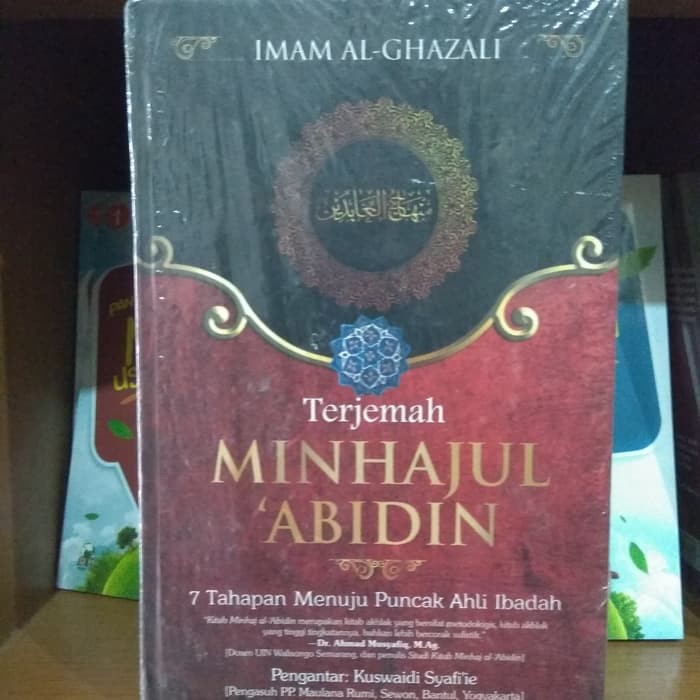 IMAM AL-GHAZALI
منهاج العابدين
Terjemah
MINHAJUL
'ABIDIN
7 Tahapan Menuju Puncak Ahli Ibadah
"Kitab Minhaj al-'Abidin merupakan kitab akhlak yang bersifat metodologis, kitab akhlak
yang tinggi tingkatannya, bahkan lebih bercorak sufistik."
—Dr. Ahmad Musyafiq, M.Ag.
[Dosen UIN Walisongo Semarang, dan penulis Studi Kitab Minhaj al-'Abidin]
Pengantar: Kuswaidi Syafi'ie
[Pengasuh PP. Maulana Rumi, Sewon, Bantul, Yogyakarta]